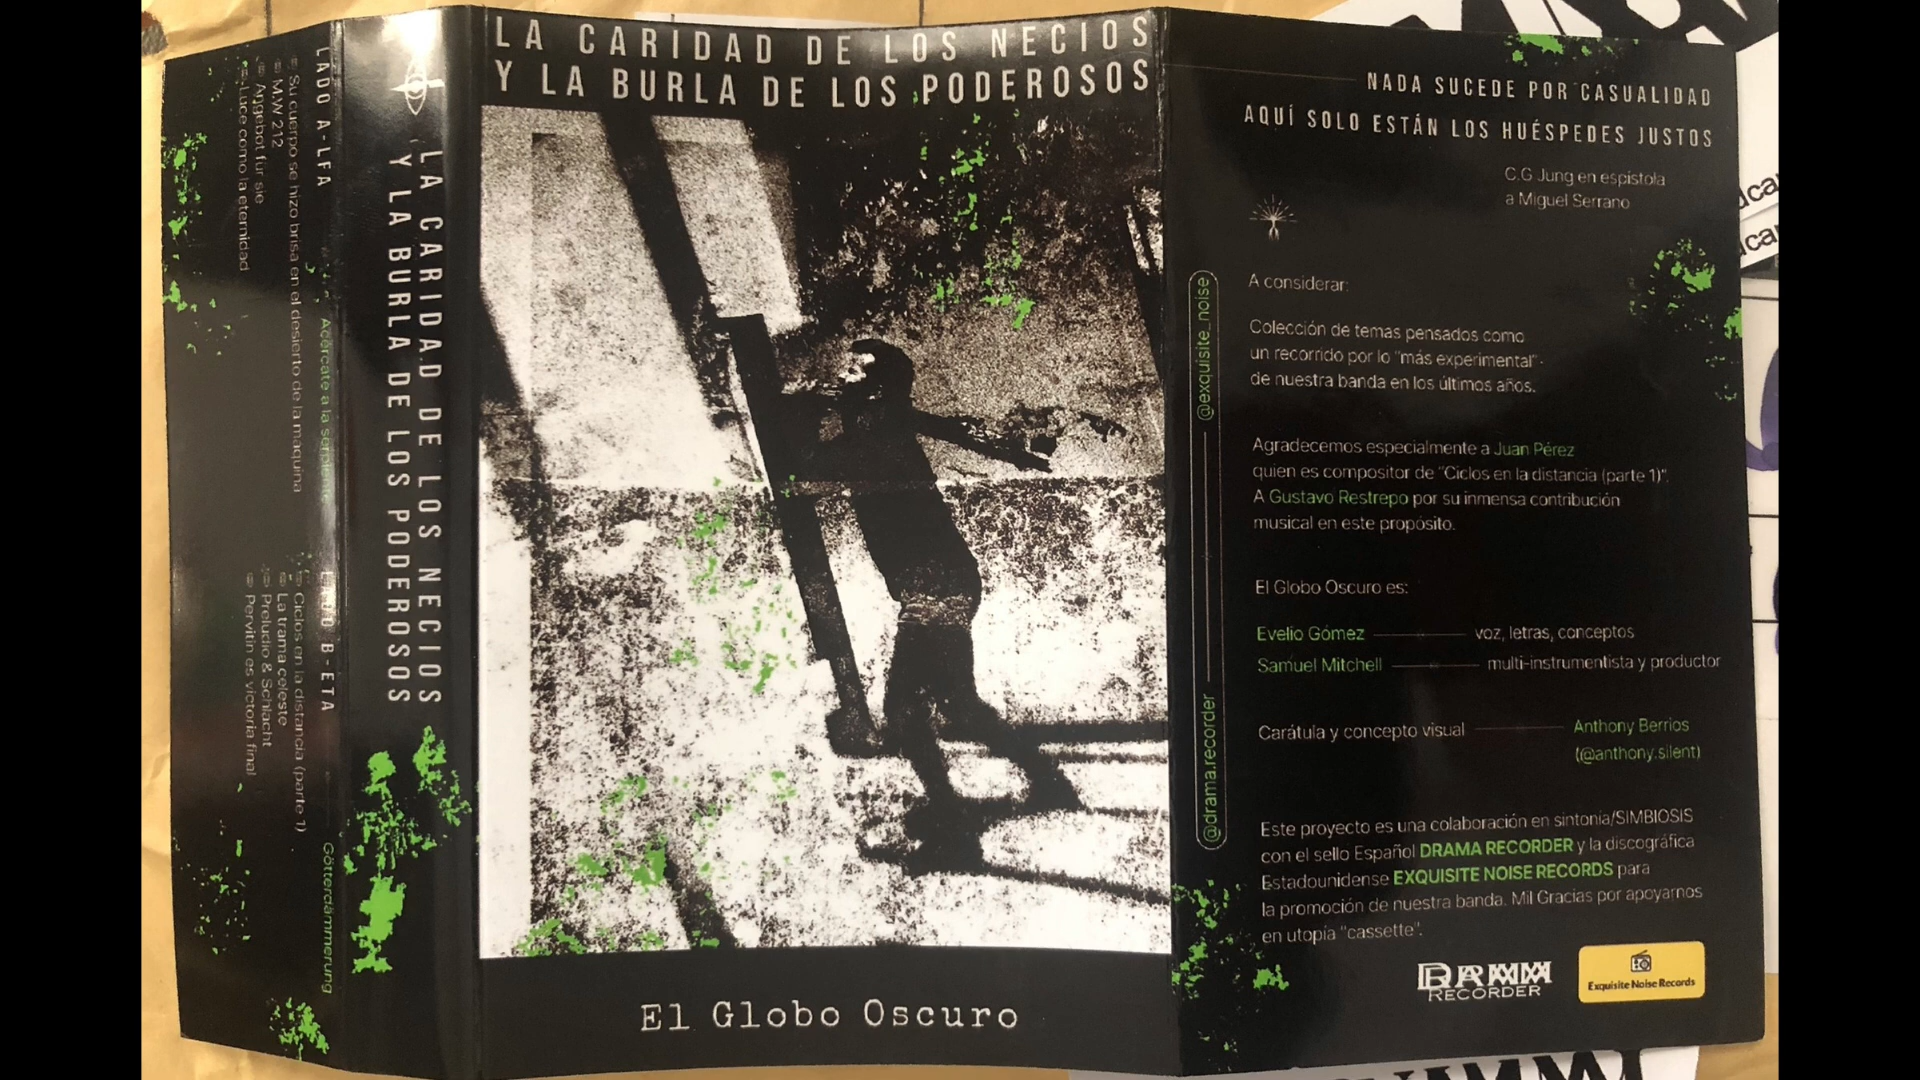 LADO A-LFA
Su cuerpo se hizo brisa en el desierto de la maquina
M.W 212
Angebot für sie
Luce como la eternidad
Acércate a la serpiente
LADO B-ETA
Ciclos en la distancia (parte 1)
La trama celeste
Preludio & Schlacht
Pervitin es victoria final
Götterdämmerung
LA CARIDAD DE LOS NECIOS
Y LA BURLA DE LOS PODEROSOS
LA CARIDAD DE LOS NECIOS
Y LA BURLA DE LOS PODEROSOS
El Globo Oscuro
NADA SUCEDE POR CASUALIDAD
AQUÍ SOLO ESTÁN LOS HUÉSPEDES JUSTOS
C.G Jung en espistola
a Miguel Serrano
@exquisite_noise
@drama.recorder
A considerar:
Colección de temas pensados como
un recorrido por lo "más experimental"
de nuestra banda en los últimos años.
Agradecemos especialmente a Juan Pérez
quien es compositor de "Ciclos en la distancia (parte 1)".
A Gustavo Restrepo por su inmensa contribución
musical en este propósito.
El Globo Oscuro es:
Evelio Gómez voz, letras, conceptos
Samuel Mitchell multi-instrumentista y productor
Carátula y concepto visual Anthony Berrios
(@anthony.silent)
Este proyecto es una colaboración en sintonía/SIMBIOSIS
con el sello Español DRAMA RECORDER y la discográfica
Estadounidense EXQUISITE NOISE RECORDS para
la promoción de nuestra banda. Mil Gracias por apoyarnos
en utopía "cassette".
RECORDER
Exquisite Noise Records